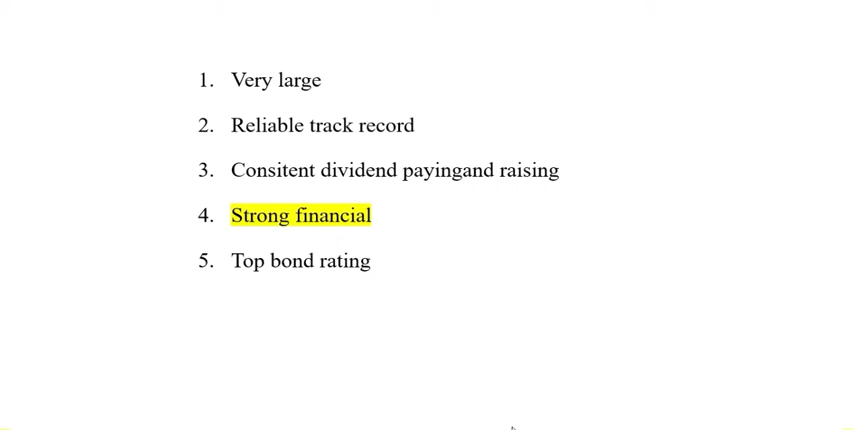 1. Very large
2. Reliable track record
3. Consitent dividend payingand raising
4. Strong financial
5. Top bond rating